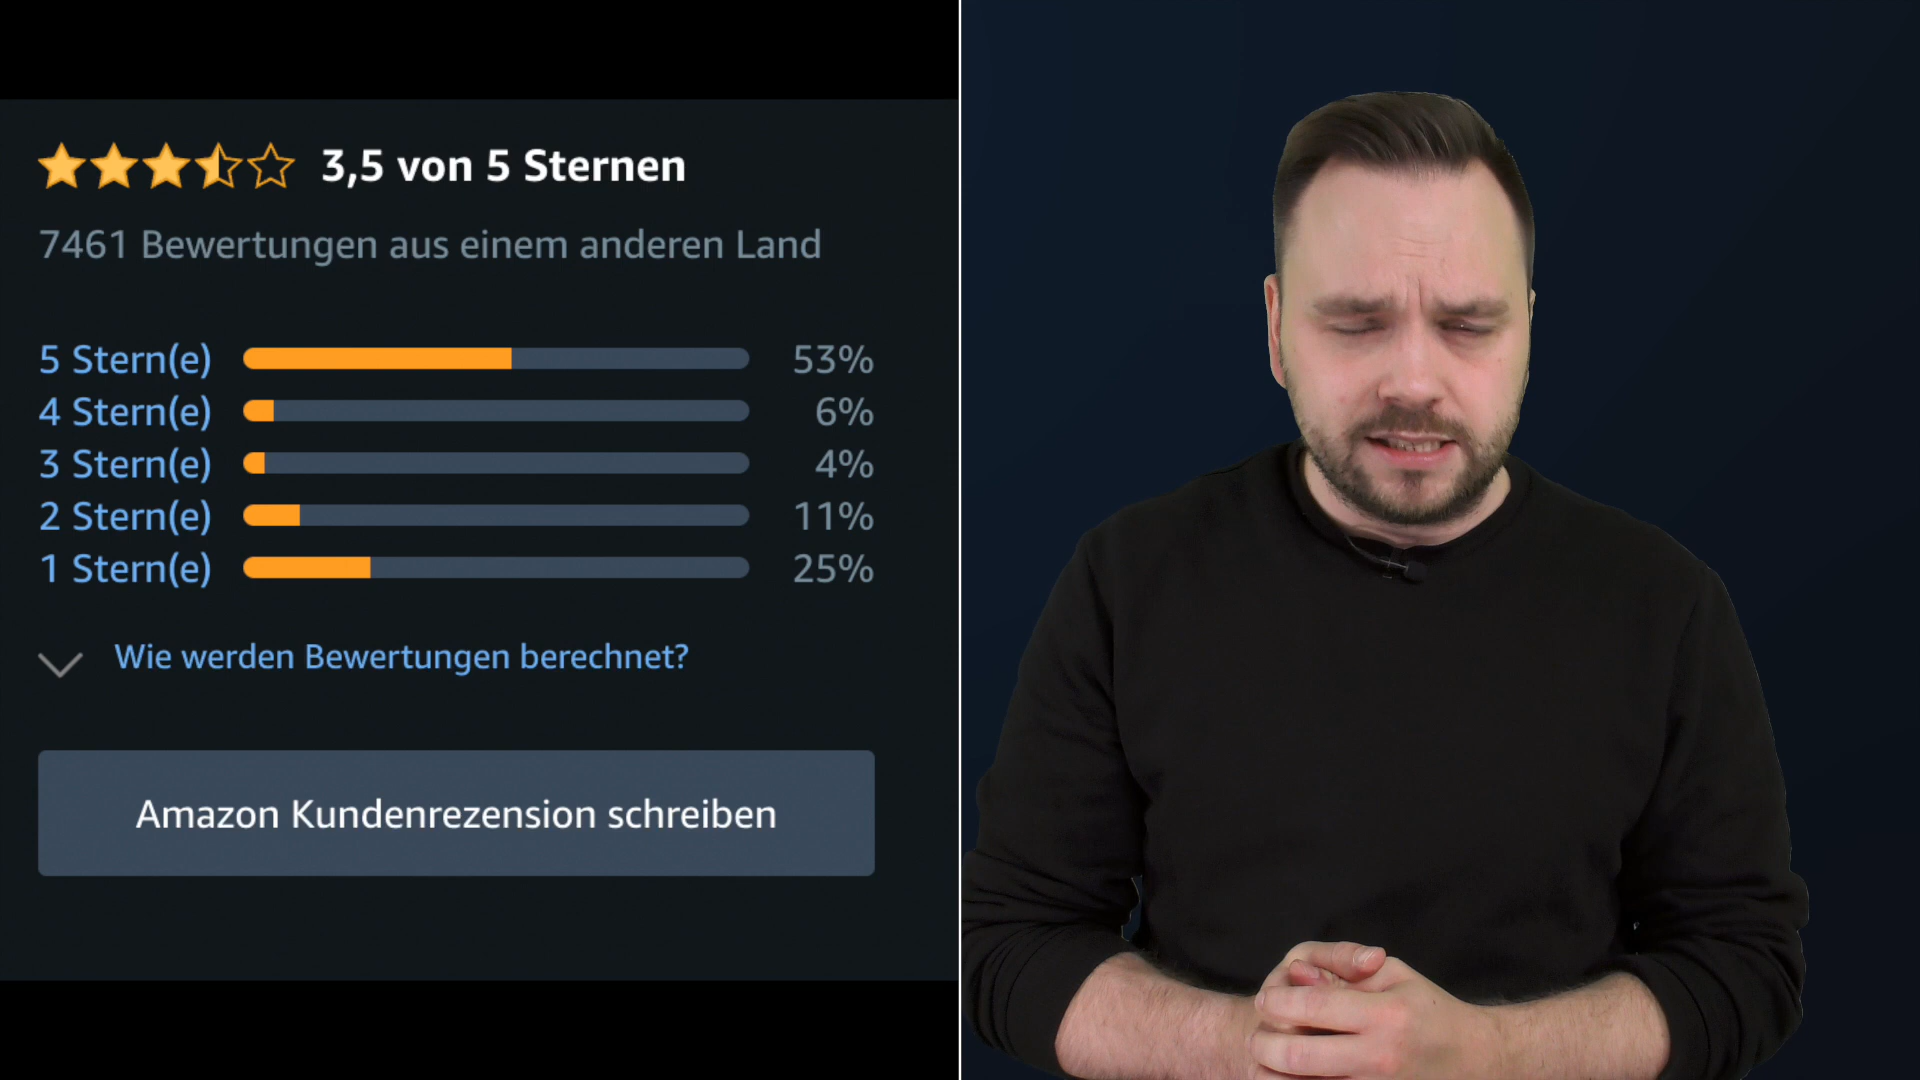 3,5 von 5 Sternen
7461 Bewertungen aus einem anderen Land
5 Stern(e) 53%
4 Stern(e) 6%
3 Stern(e) 4%
2 Stern(e) 11%
1 Stern(e) 25%
Wie werden Bewertungen berechnet?
Amazon Kundenrezension schreiben